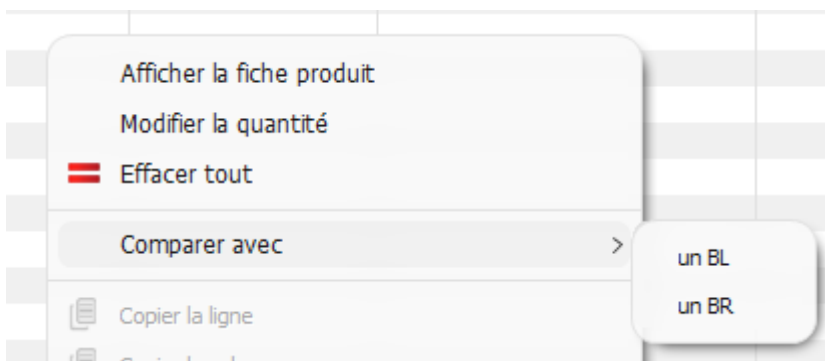 Afficher la fiche produit
Modifier la quantité
Effacer tout
Comparer avec
un BL
un BR
Copier la ligne